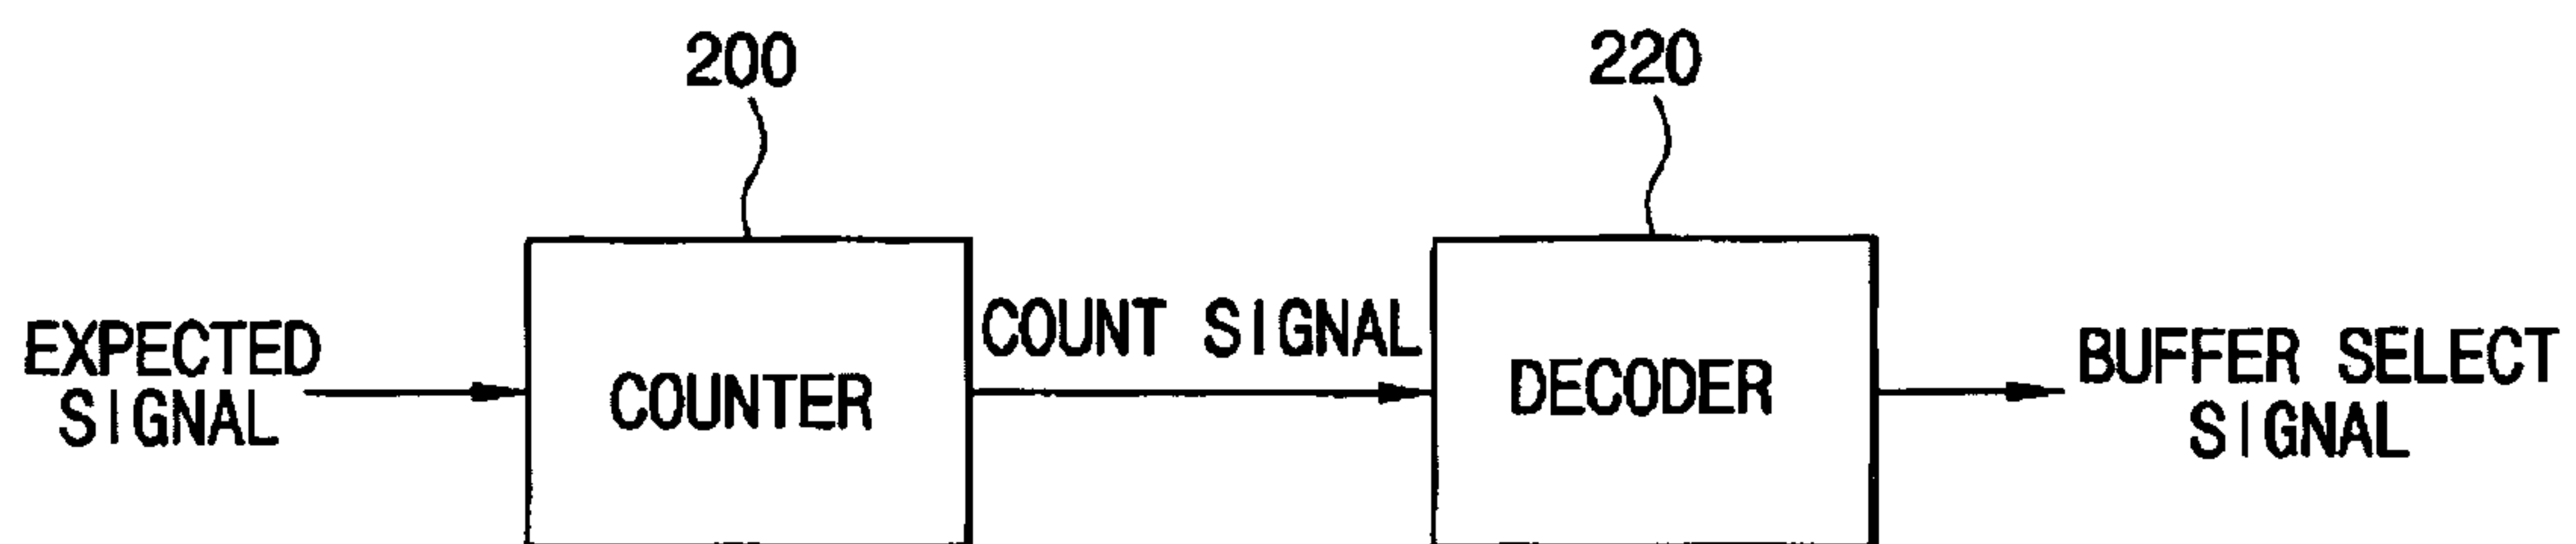 200
220
EXPECTED
SIGNAL
COUNTER
COUNT SIGNAL
DECODER
BUFFER SELECT
SIGNAL